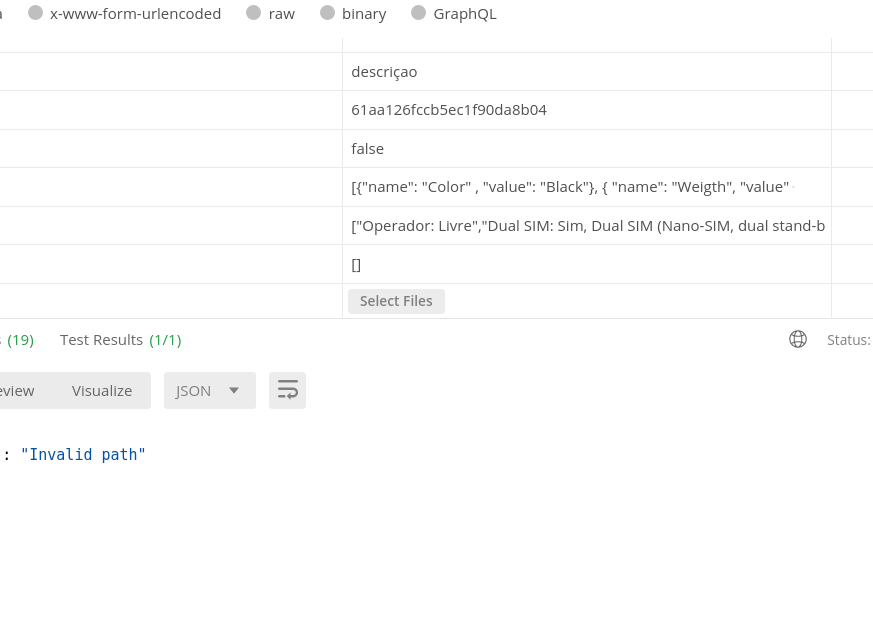 x-www-form-urlencoded raw binary GraphQL
descriçao
61aa126fccb5ec1f90da8b04
false
[{"name": "Color" , "value": "Black"}, { "name": "Weigth", "value"
["Operador: Livre","Dual SIM: Sim, Dual SIM (Nano-SIM, dual stand-b
[]
Select Files
(19) Test Results (1/1) Status:
Visualize JSON
: "Invalid path"